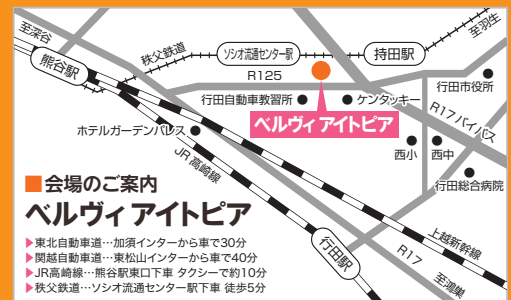 至深谷
熊谷駅
秩父鉄道
ソシオ流通センター駅
持田駅
至羽生
R125
行田自動車教習所
ケンタッキー
行田市役所
R17バイパス
ベルヴィアイトピア
ホテルガーデンパレス
西小
西中
JR高崎線
行田総合病院
■会場のご案内
ベルヴィアイトピア
上越新幹線
行田駅
R17
至鴻巣
▶東北自動車道…加須インターから車で30分
▶関越自動車道…東松山インターから車で40分
▶JR高崎線…熊谷駅東口下車 タクシーで約10分
▶秩父鉄道…ソシオ流通センター駅下車 徒歩5分